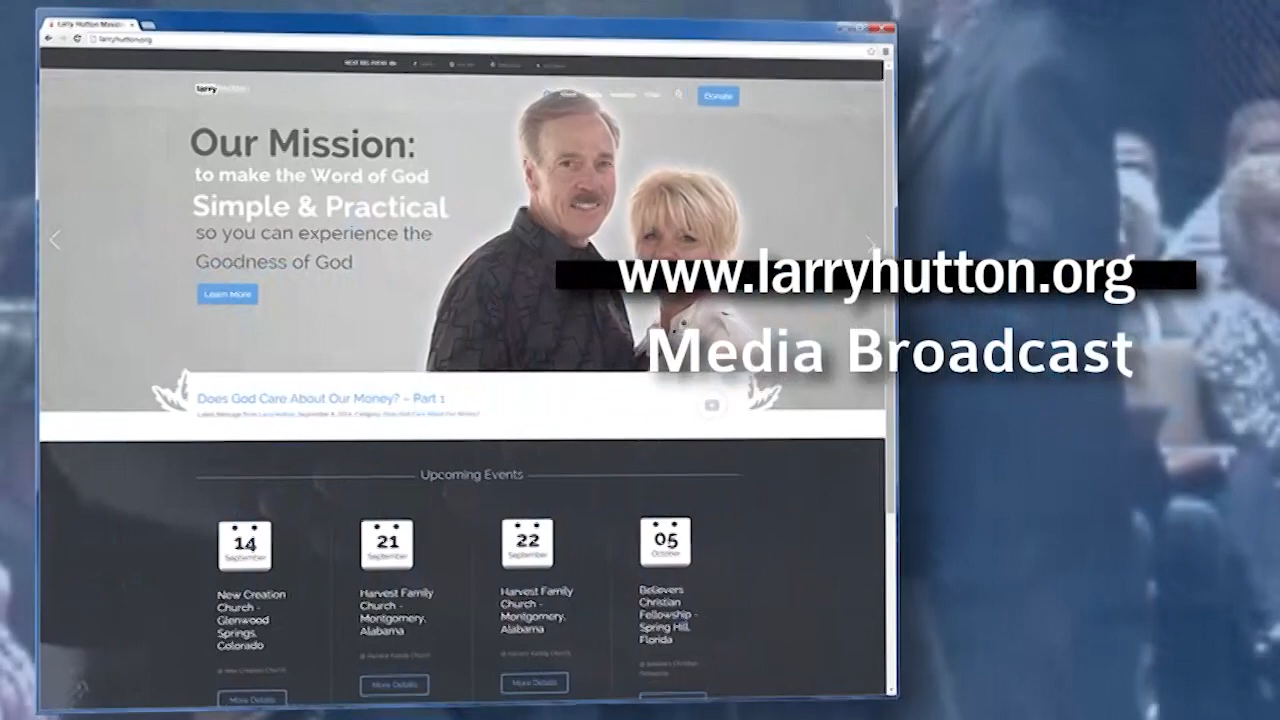 Larry Hutton
larryhutton.org
larryhutton
Donate
Our Mission:
to make the Word of God
Simple & Practical
so you can experience the
Goodness of God
Learn More
www.larryhutton.org
Media Broadcast
Does God Care About Our Money? – Part 1
Upcoming Events
14
September
21
September
22
September
05
October
New Creation
Church -
Glenwood
Springs,
Colorado
Harvest Family
Church -
Montgomery,
Alabama
Harvest Family
Church -
Montgomery,
Alabama
Believers
Christian
Fellowship -
Spring Hill,
Florida
More Details
More Details
More Details